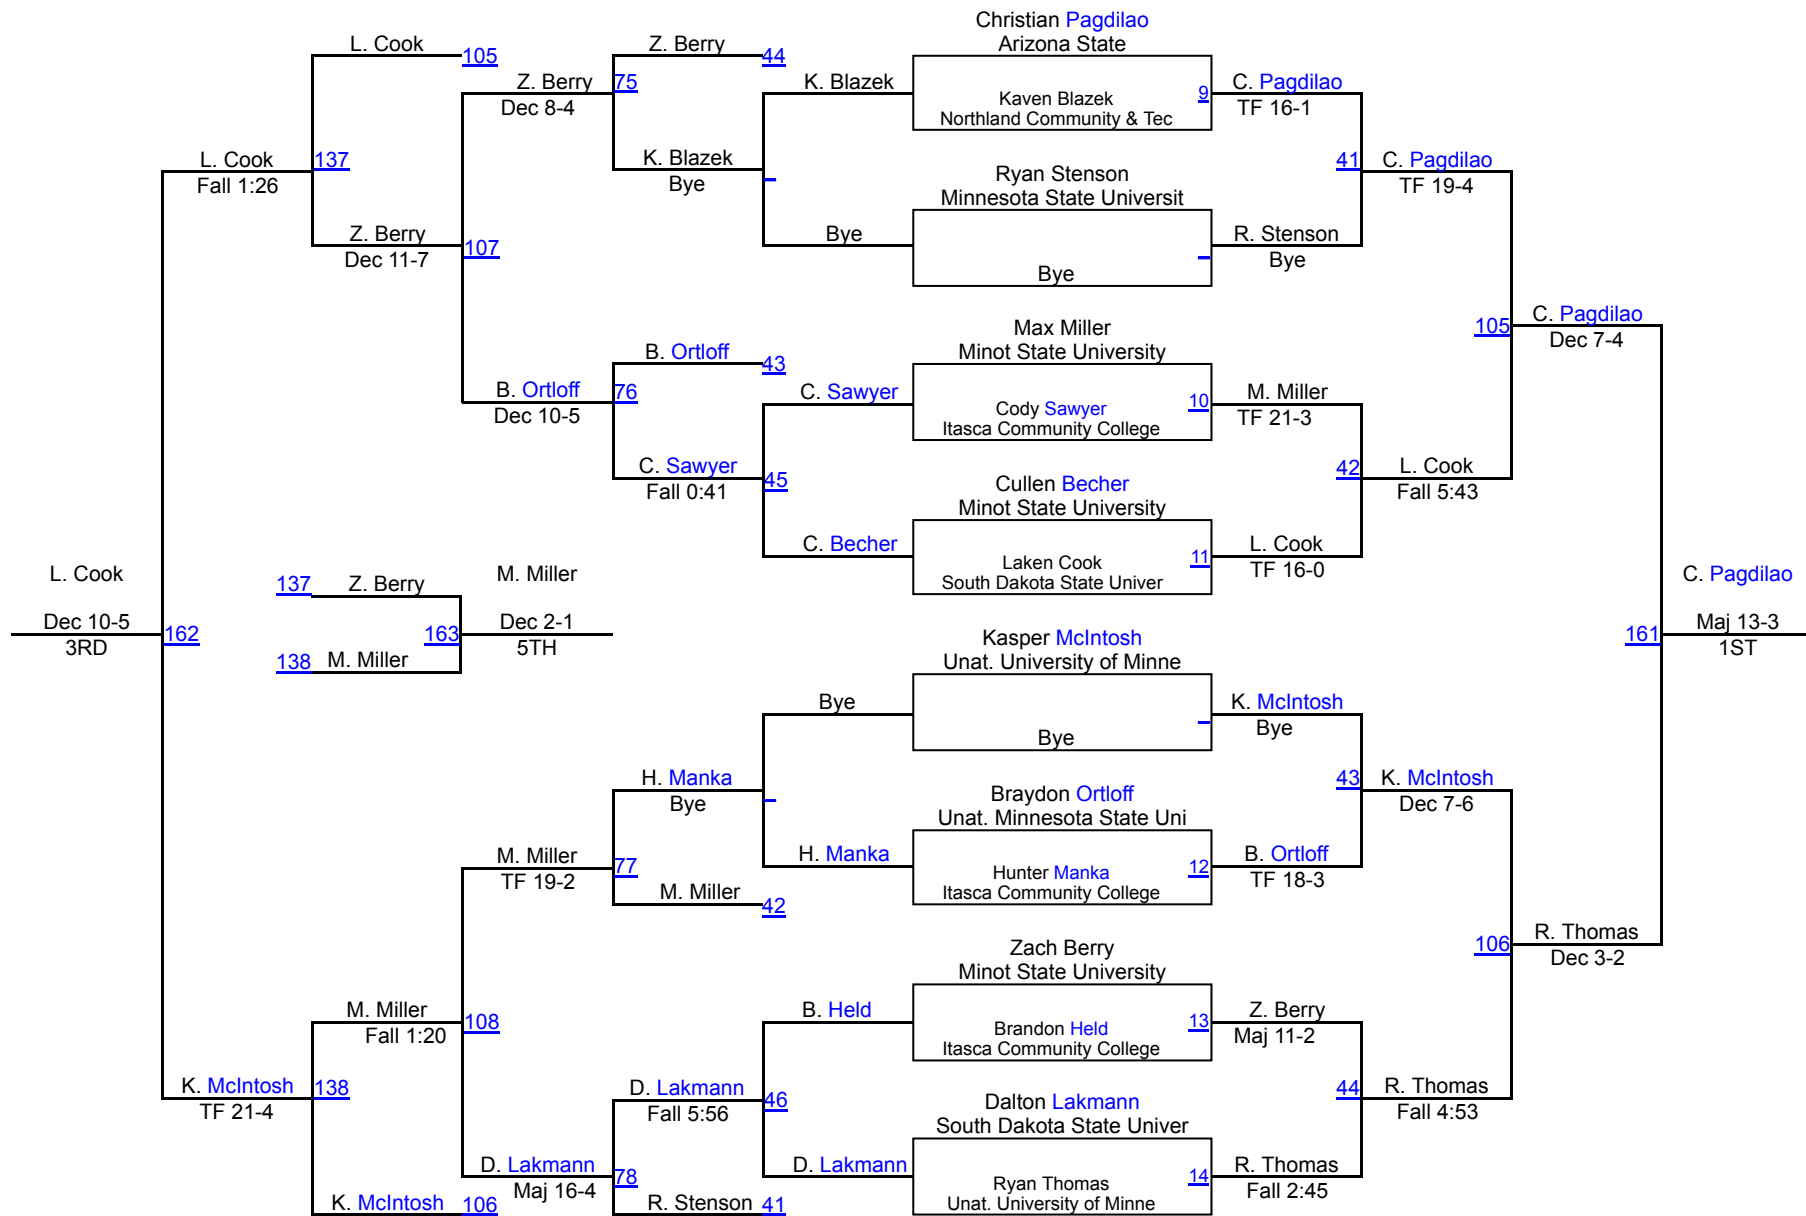 Christian Pagdilao
Arizona State
L. Cook
105
Z. Berry
44
Z. Berry
75
Dec 8-4
K. Blazek
Kaven Blazek
Northland Community & Tec
9
C. Pagdilao
TF 16-1
L. Cook
137
Fall 1:26
K. Blazek
Bye
Ryan Stenson
Minnesota State Universit
41
C. Pagdilao
TF 19-4
Z. Berry
107
Dec 11-7
Bye
Bye
R. Stenson
Bye
Max Miller
Minot State University
105
C. Pagdilao
Dec 7-4
B. Ortloff
43
B. Ortloff
76
Dec 10-5
C. Sawyer
Cody Sawyer
Itasca Community College
10
M. Miller
TF 21-3
C. Sawyer
45
Fall 0:41
Cullen Becher
Minot State University
42
L. Cook
Fall 5:43
C. Becher
Laken Cook
South Dakota State Univer
11
L. Cook
TF 16-0
L. Cook
Dec 10-5
3RD
162
137
Z. Berry
138
M. Miller
163
M. Miller
Dec 2-1
5TH
C. Pagdilao
161
Maj 13-3
1ST
Kasper McIntosh
Unat. University of Minne
Bye
Bye
K. McIntosh
Bye
H. Manka
Bye
Braydon Ortloff
Unat. Minnesota State Uni
43
K. McIntosh
Dec 7-6
M. Miller
TF 19-2
77
M. Miller
42
H. Manka
Hunter Manka
Itasca Community College
12
B. Ortloff
TF 18-3
Zach Berry
Minot State University
106
R. Thomas
Dec 3-2
M. Miller
108
Fall 1:20
B. Held
Brandon Held
Itasca Community College
13
Z. Berry
Maj 11-2
K. McIntosh
138
TF 21-4
D. Lakmann
46
Fall 5:56
Dalton Lakmann
South Dakota State Univer
44
R. Thomas
Fall 4:53
D. Lakmann
78
Maj 16-4
D. Lakmann
Ryan Thomas
Unat. University of Minne
14
R. Thomas
Fall 2:45
K. McIntosh
106
R. Stenson
41